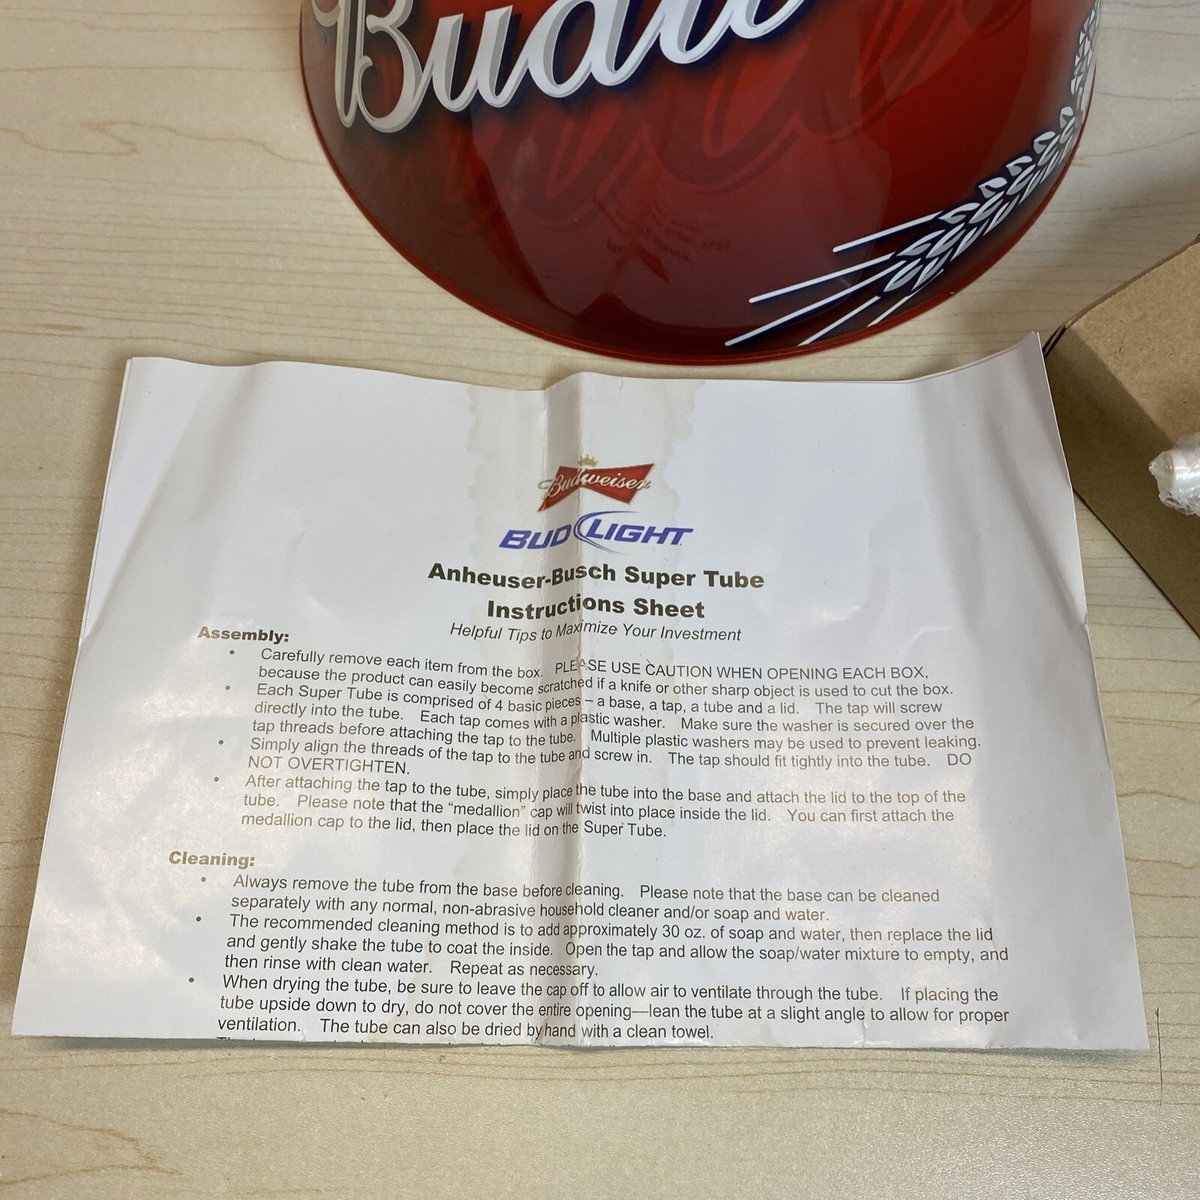 Budw
Budweiser
BUD LIGHT
Anheuser-Busch Super Tube
Instructions Sheet
Helpful Tips to Maximize Your Investment
Assembly:
• Carefully remove each item from the box. PLEASE USE CAUTION WHEN OPENING EACH BOX,
because the product can easily become scratched if a knife or other sharp object is used to cut the box.
• Each Super Tube is comprised of 4 basic pieces – a base, a tap, a tube and a lid. The tap will screw
directly into the tube. Each tap comes with a plastic washer. Make sure the washer is secured over the
tap threads before attaching the tap to the tube. Multiple plastic washers may be used to prevent leaking.
• Simply align the threads of the tap to the tube and screw in. The tap should fit tightly into the tube. DO
NOT OVERTIGHTEN.
• After attaching the tap to the tube, simply place the tube into the base and attach the lid to the top of the
tube. Please note that the “medallion” cap will twist into place inside the lid. You can first attach the
medallion cap to the lid, then place the lid on the Super Tube.
Cleaning:
• Always remove the tube from the base before cleaning. Please note that the base can be cleaned
separately with any normal, non-abrasive household cleaner and/or soap and water.
• The recommended cleaning method is to add approximately 30 oz. of soap and water, then replace the lid
and gently shake the tube to coat the inside. Open the tap and allow the soap/water mixture to empty, and
then rinse with clean water. Repeat as necessary.
• When drying the tube, be sure to leave the cap off to allow air to ventilate through the tube. If placing the
tube upside down to dry, do not cover the entire opening—lean the tube at a slight angle to allow for proper
ventilation. The tube can also be dried by hand with a clean towel.